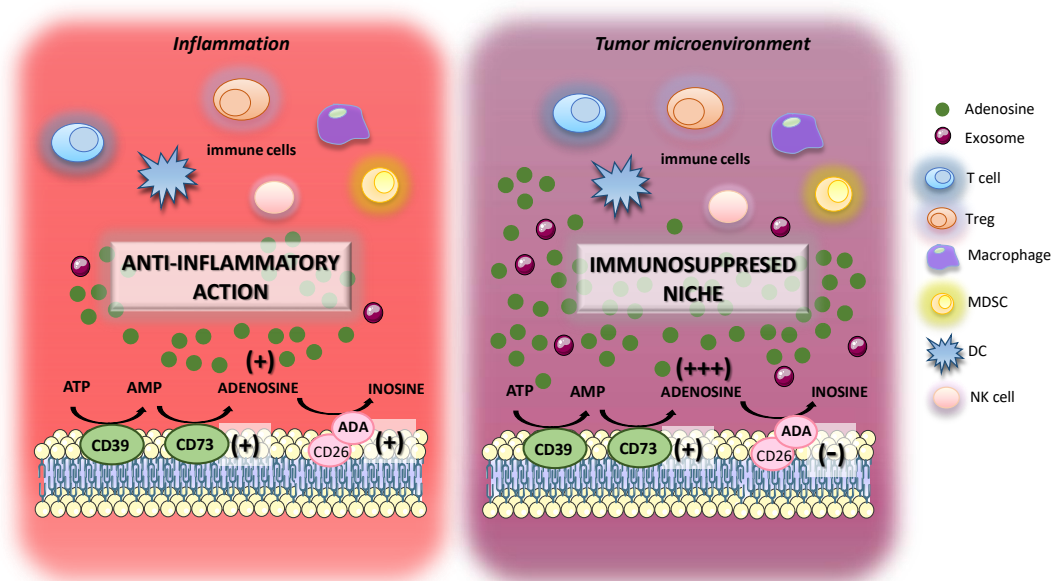 Inflammation
immune cells
ANTI-INFLAMMATORY
ACTION
(+)
ATP AMP ADENOSINE INOSINE
CD39 CD73 (+) CD26 ADA (+)
Tumor microenvironment
immune cells
IMMUNOSUPPRESED
NICHE
(+++)
ATP AMP ADENOSINE INOSINE
CD39 CD73 (+) CD26 ADA (−)
Adenosine
Exosome
T cell
Treg
Macrophage
MDSC
DC
NK cell